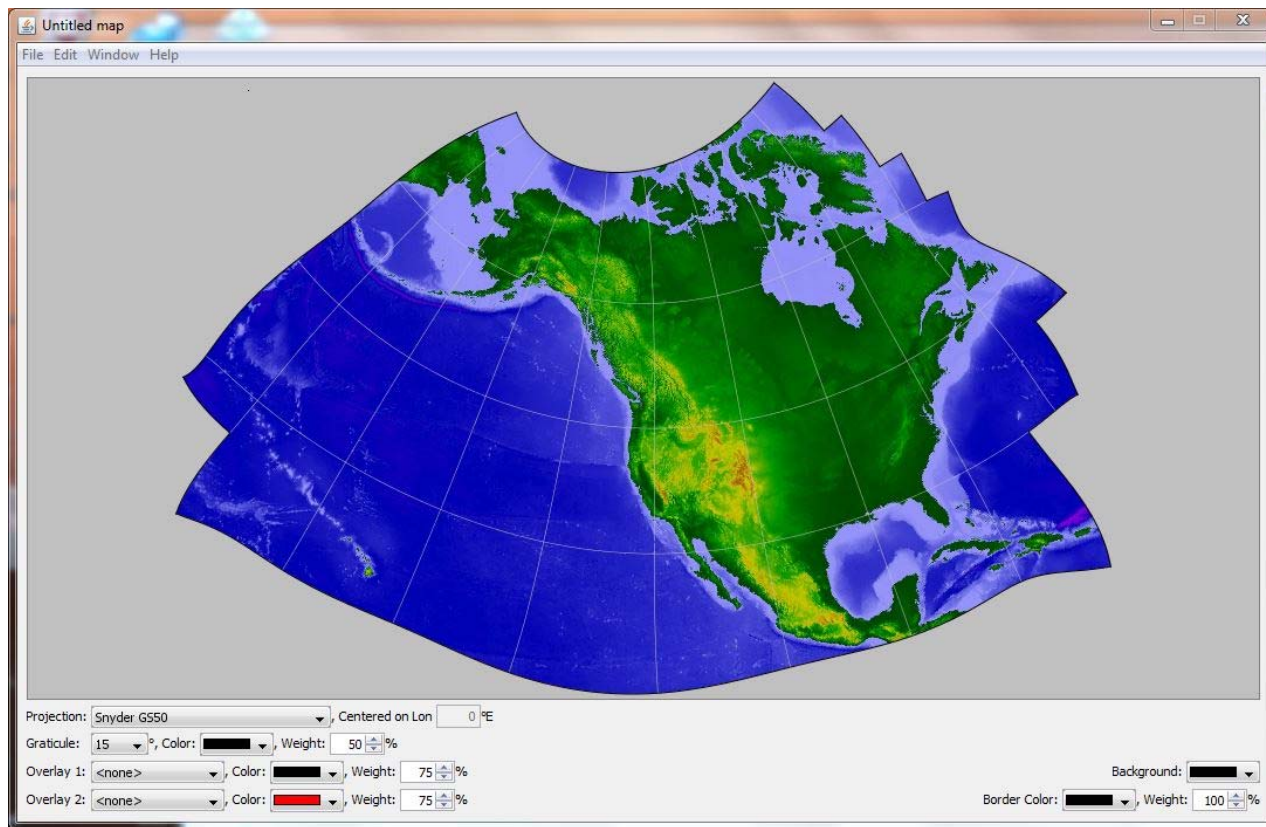 Untitled map
File Edit Window Help
Projection: Snyder GS50 , Centered on Lon 0 ºE
Graticule: 15 º, Color: , Weight: 50 %
Overlay 1: <none> , Color: , Weight: 75 % Background:
Overlay 2: <none> , Color: , Weight: 75 % Border Color: , Weight: 100 %